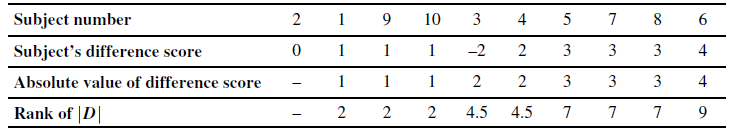 Subject number 2 1 9 10 3 4 5 7 8 6
Subject's difference score 0 1 1 1 –2 2 3 3 3 4
Absolute value of difference score – 1 1 1 2 2 3 3 3 4
Rank of |D| – 2 2 2 4.5 4.5 7 7 7 9